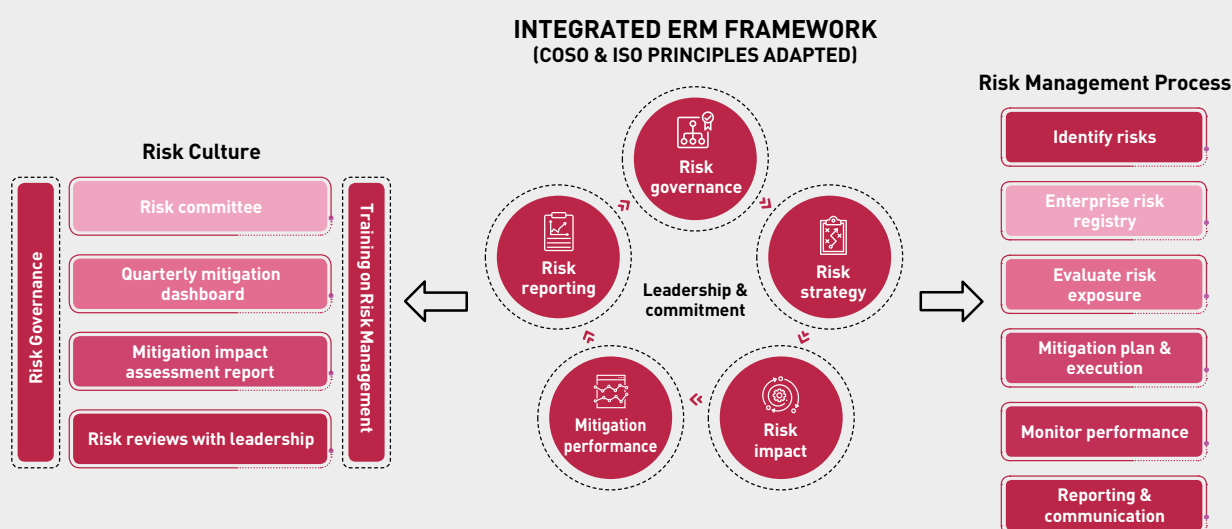 INTEGRATED ERM FRAMEWORK
(COSO & ISO PRINCIPLES ADAPTED)
Risk Culture
Risk Governance
Risk committee
Quarterly mitigation
dashboard
Mitigation impact
assessment report
Risk reviews with leadership
Training on Risk Management
Risk
governance
Risk
strategy
Risk
impact
Mitigation
performance
Risk
reporting
Leadership &
commitment
Risk Management Process
Identify risks
Enterprise risk
registry
Evaluate risk
exposure
Mitigation plan &
execution
Monitor performance
Reporting &
communication